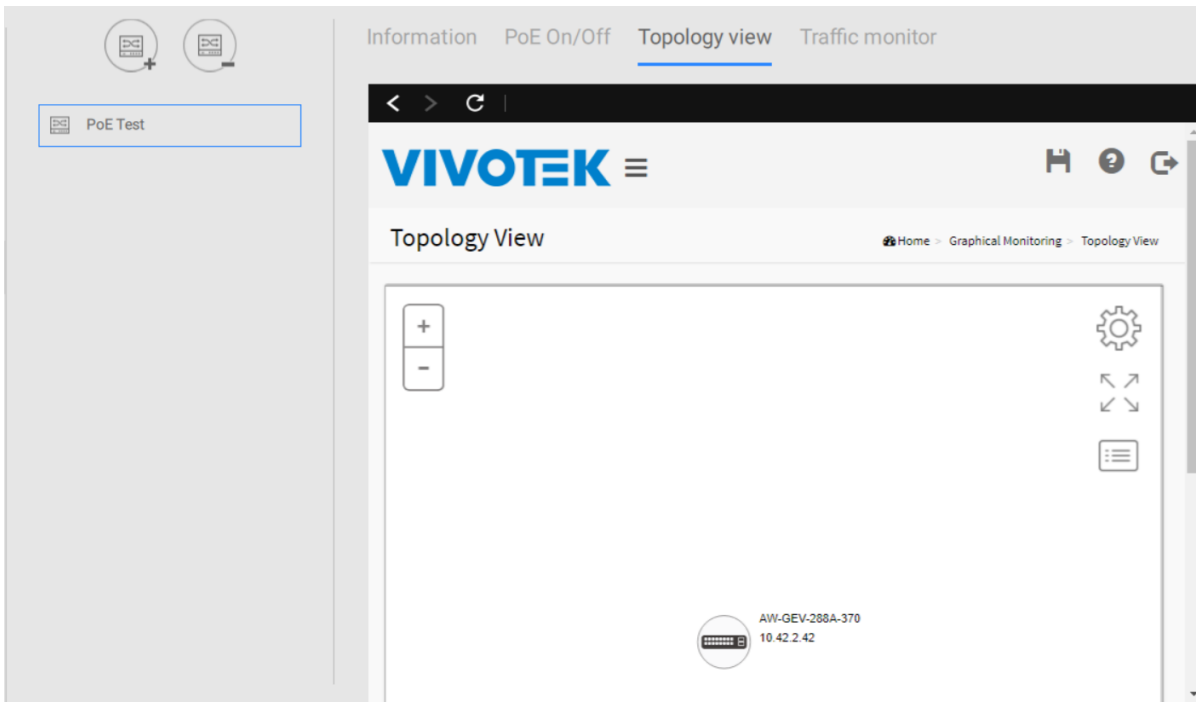 Information PoE On/Off Topology view Traffic monitor
PoE Test
VIVOTEK
Topology View
Home > Graphical Monitoring > Topology View
AW-GEV-288A-370
10.42.2.42